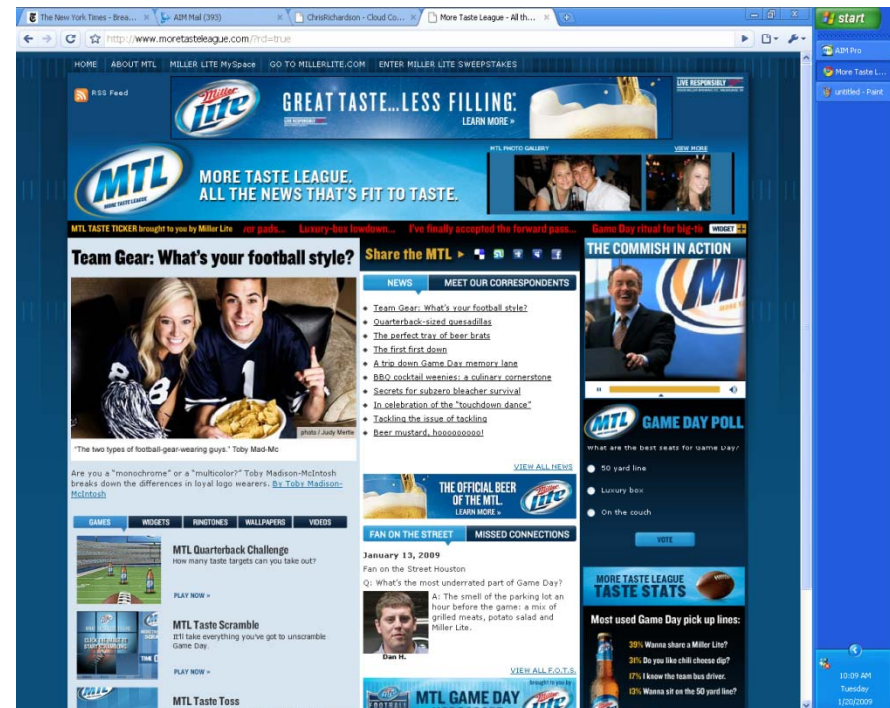 The New York Times - Brea...
AIM Mail (393)
ChrisRichardson - Cloud Co...
More Taste League - All th...
http://www.moretasteleague.com/?rd=true
HOME ABOUT MTL MILLER LITE MySpace GO TO MILLERLITE.COM ENTER MILLER LITE SWEEPSTAKES
RSS Feed
Miller Lite
GREAT TASTE...LESS FILLING.
LEARN MORE »
LIVE RESPONSIBLY
MTL
MORE TASTE LEAGUE
MORE TASTE LEAGUE.
ALL THE NEWS THAT'S FIT TO TASTE.
MTL PHOTO GALLERY
VIEW MORE
MTL TASTE TICKER brought to you by Miller Lite
er pads... Luxury-box lowdown... I've finally accepted the forward pass... Game Day ritual for big-ti
WIDGET +
Team Gear: What's your football style?
photo / Judy Mette
"The two types of football-gear-wearing guys." Toby Mad-Mc
Are you a "monochrome" or a "multicolor?" Toby Madison-McIntosh
breaks down the differences in loyal logo wearers. By Toby Madison-
McIntosh
GAMES WIDGETS RINGTONES WALLPAPERS VIDEOS
MTL Quarterback Challenge
How many taste targets can you take out?
PLAY NOW »
MTL Taste Scramble
It'll take everything you've got to unscramble
Game Day.
PLAY NOW »
MTL Taste Toss
Share the MTL
NEWS MEET OUR CORRESPONDENTS
Team Gear: What's your football style?
Quarterback-sized quesadillas
The perfect tray of beer brats
The first first down
A trip down Game Day memory lane
BBQ cocktail weenies: a culinary cornerstone
Secrets for subzero bleacher survival
In celebration of the "touchdown dance"
Tackling the issue of tackling
Beer mustard, hooooooooo!
VIEW ALL NEWS
THE OFFICIAL BEER
OF THE MTL.
LEARN MORE »
Lite
FAN ON THE STREET MISSED CONNECTIONS
January 13, 2009
Fan on the Street Houston
Q: What's the most underrated part of Game Day?
A: The smell of the parking lot an
hour before the game: a mix of
grilled meats, potato salad and
Miller Lite.
Dan H.
VIEW ALL F.O.T.S.
brought to you by
FOOTBALL
MTL GAME DAY
Lite
THE COMMISH IN ACTION
MTL
GAME DAY POLL
What are the best seats for Game Day?
50 yard line
Luxury box
On the couch
VOTE
MORE TASTE LEAGUE
TASTE STATS
Most used Game Day pick up lines:
39% Wanna share a Miller Lite?
31% Do you like chili cheese dip?
17% I know the team bus driver.
13% Wanna sit on the 50 yard line?
start
AIM Pro
More Taste L...
untitled - Paint
10:09 AM
Tuesday
1/20/2009